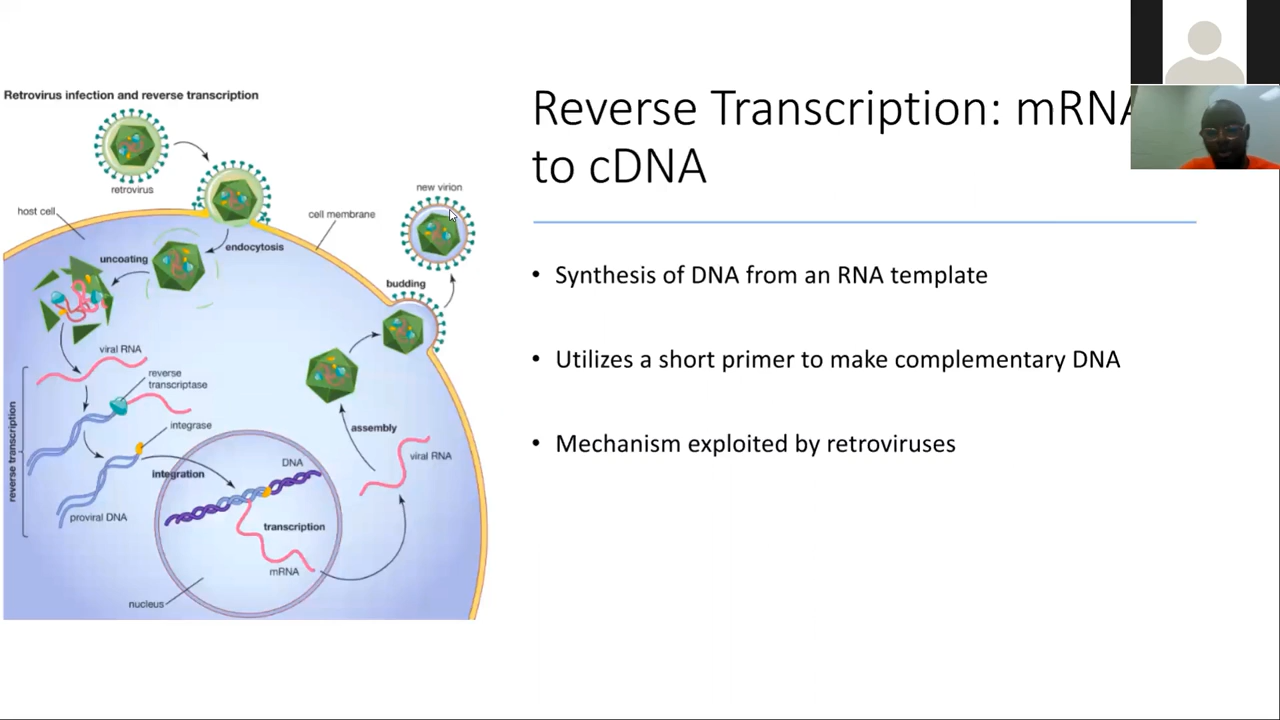 Retrovirus infection and reverse transcription
retrovirus
host cell
cell membrane
new virion
endocytosis
uncoating
budding
viral RNA
reverse
transcriptase
integrase
reverse transcription
assembly
viral RNA
DNA
integration
proviral DNA
transcription
mRNA
nucleus
Reverse Transcription: mRNA
to cDNA
• Synthesis of DNA from an RNA template
• Utilizes a short primer to make complementary DNA
• Mechanism exploited by retroviruses